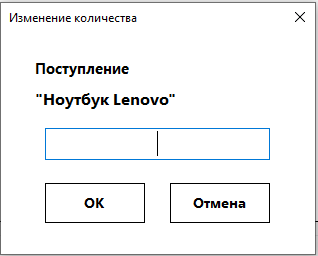 Изменение количества
Поступление
"Ноутбук Lenovo"
ОК
Отмена